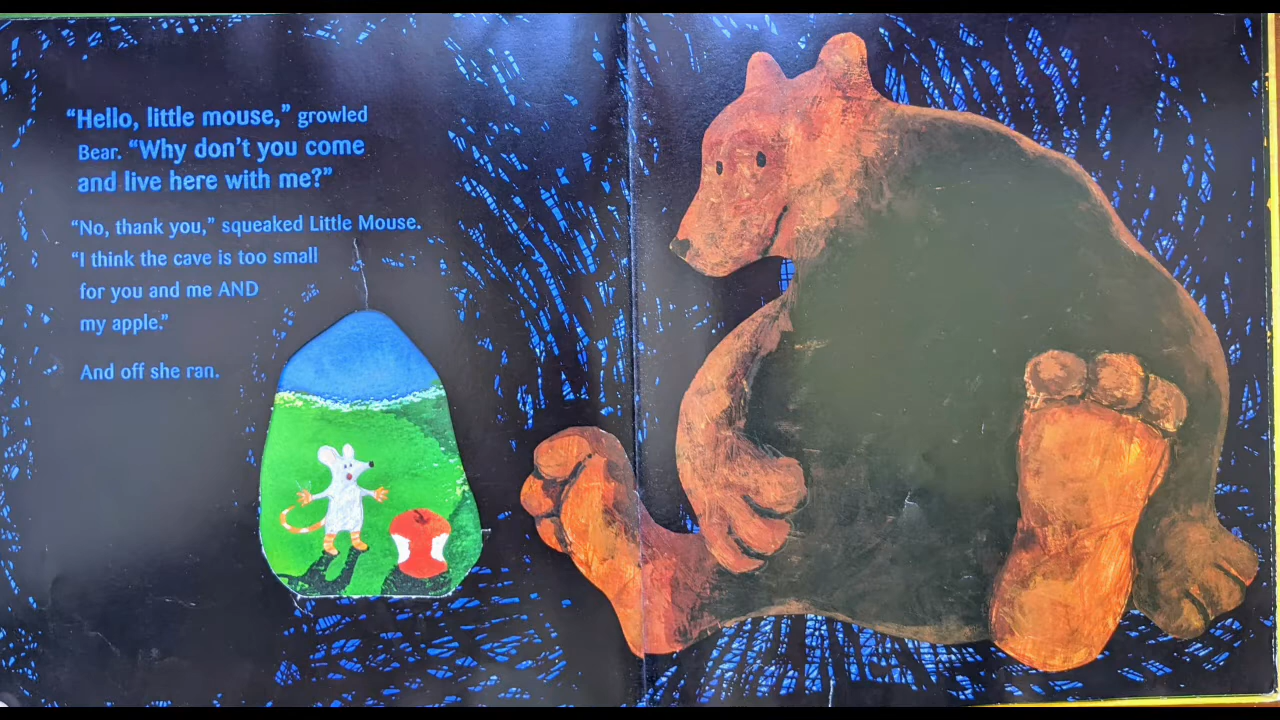 “Hello, little mouse,” growled
Bear. “Why don’t you come
and live here with me?”
“No, thank you,” squeaked Little Mouse.
“I think the cave is too small
for you and me AND
my apple.”
And off she ran.